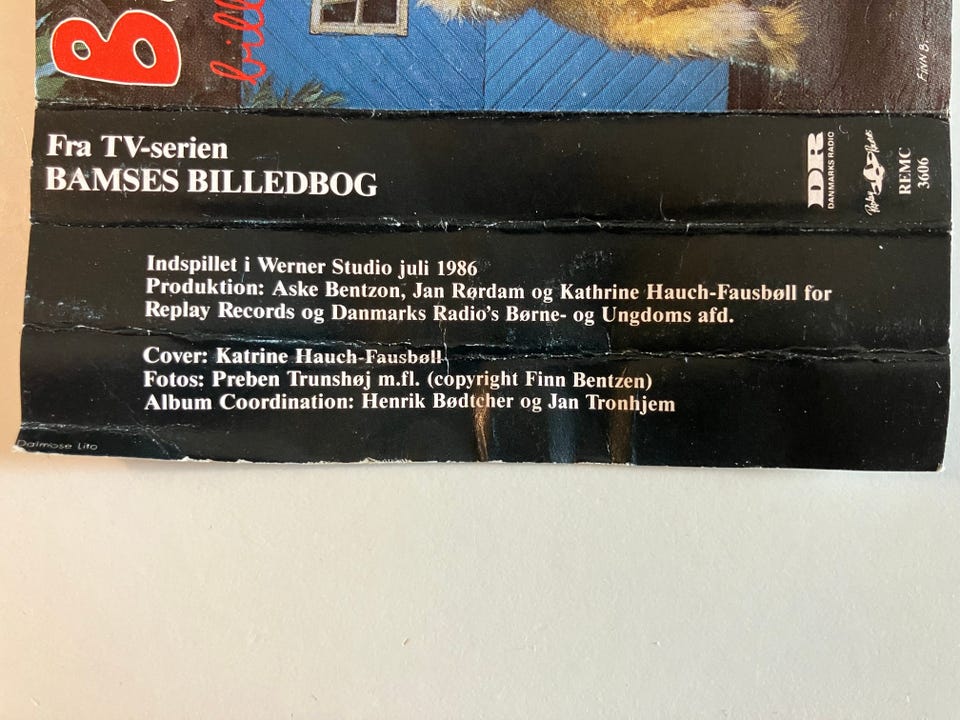 FINN B.
Fra TV-serien
BAMSES BILLEDBOG
DR
DANMARKS RADIO
REMC
3606
Indspillet i Werner Studio juli 1986
Produktion: Aske Bentzon, Jan Rørdam og Kathrine Hauch-Fausbøll for
Replay Records og Danmarks Radio's Børne- og Ungdoms afd.
Cover: Katrine Hauch-Fausbøll
Fotos: Preben Trunshøj m.fl. (copyright Finn Bentzen)
Album Coordination: Henrik Bødtcher og Jan Tronhjem
Dalmose Lito